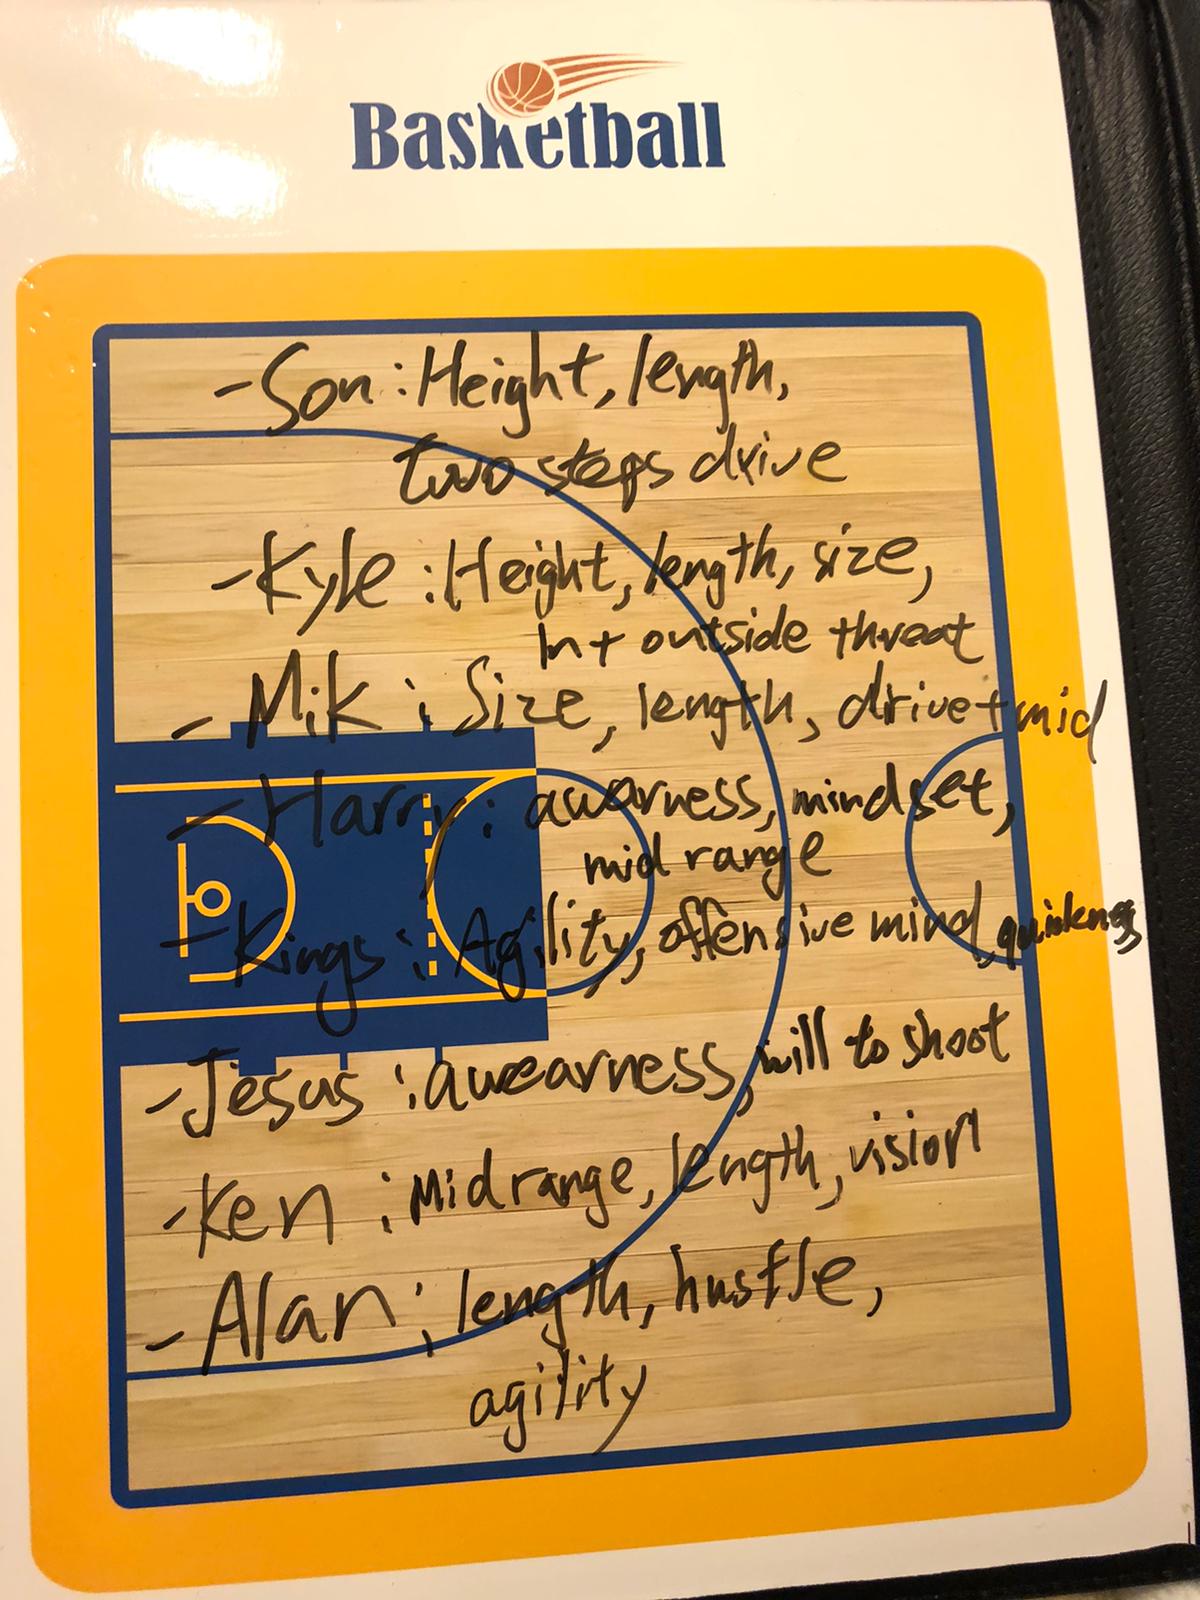 Basketball
-Son: Height, length,
two steps drive
-Kyle: Height, length, size,
In+ outside threat
- Mik: Size, length, drive+mid
- Harry: awarness, mindset,
mid range
- Kings: Agility, offensive mind, quickness
-Jesus: awearness, will to shoot
-Ken: Midrange, length, vision
-Alan: length, hustle,
agility